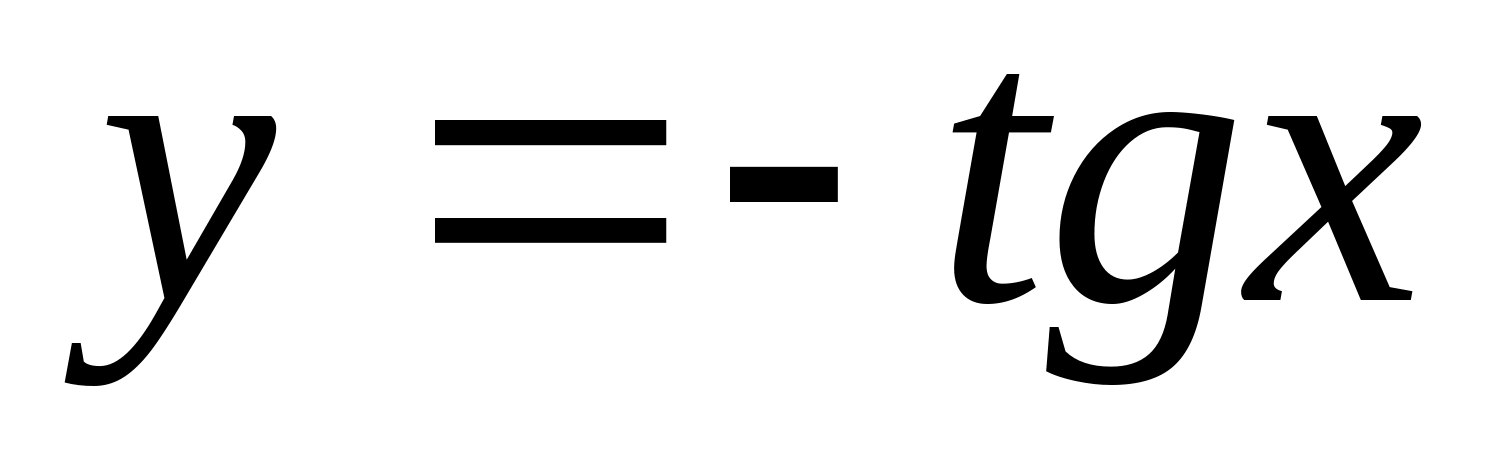 y = - tgx